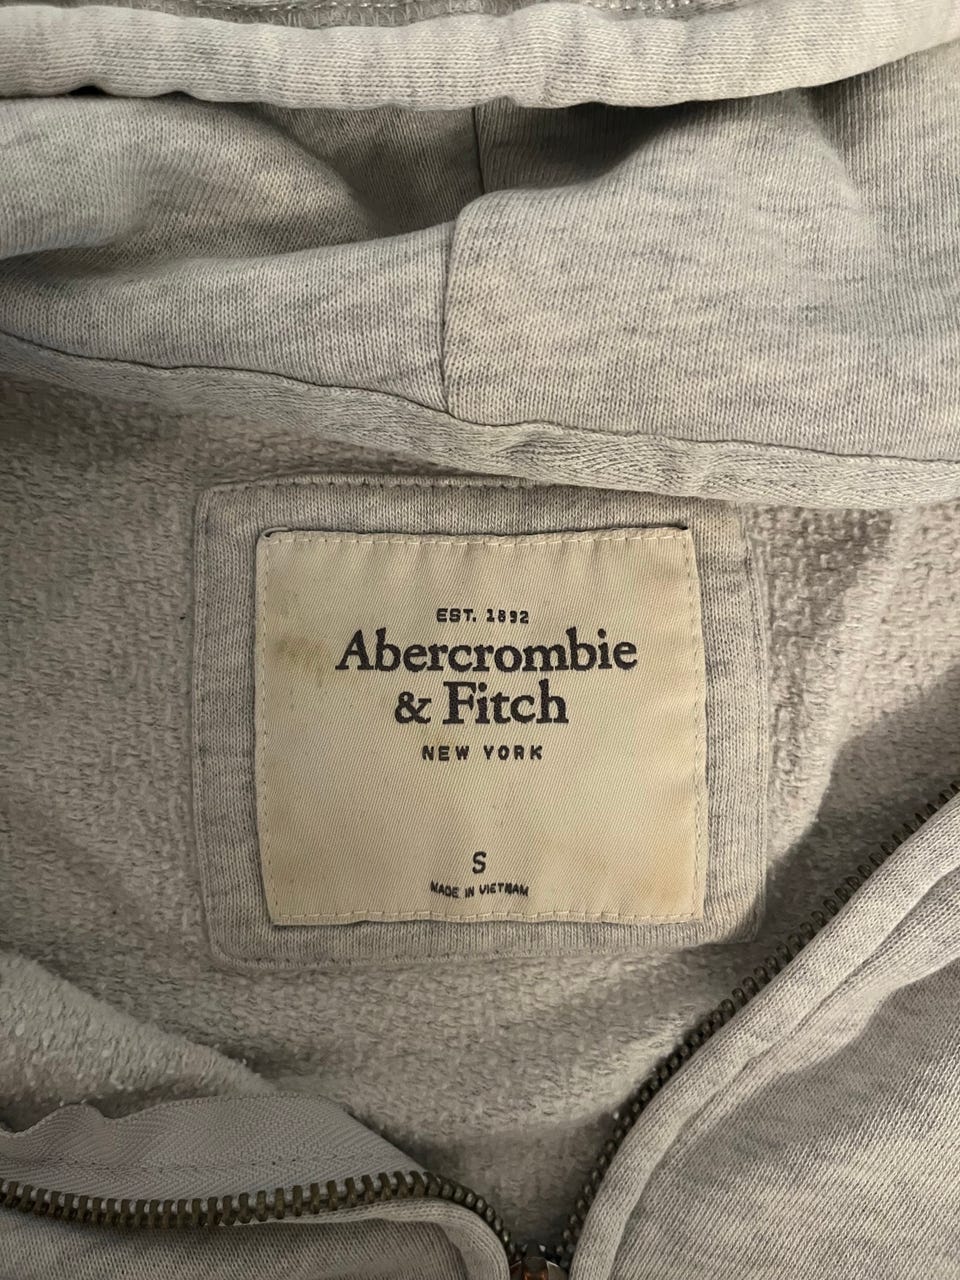 EST. 1892
Abercrombie
& Fitch
NEW YORK
S
MADE IN VIETNAM